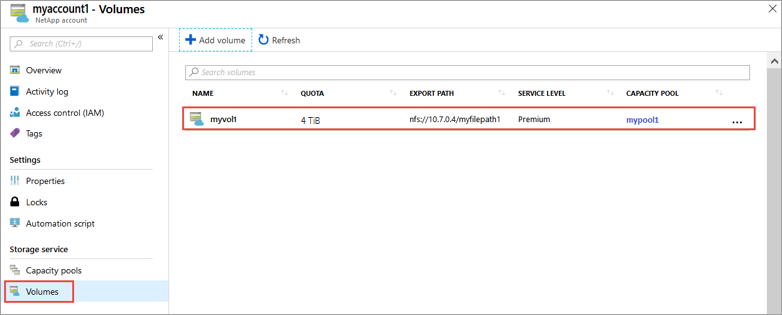 myaccount1 - Volumes
NetApp account
Search (Ctrl+/)
Overview
Activity log
Access control (IAM)
Tags
Settings
Properties
Locks
Automation script
Storage service
Capacity pools
Volumes
Add volume Refresh
Search volumes
NAME QUOTA EXPORT PATH SERVICE LEVEL CAPACITY POOL
myvol1 4 TiB nfs://10.7.0.4/myfilepath1 Premium mypool1 ...